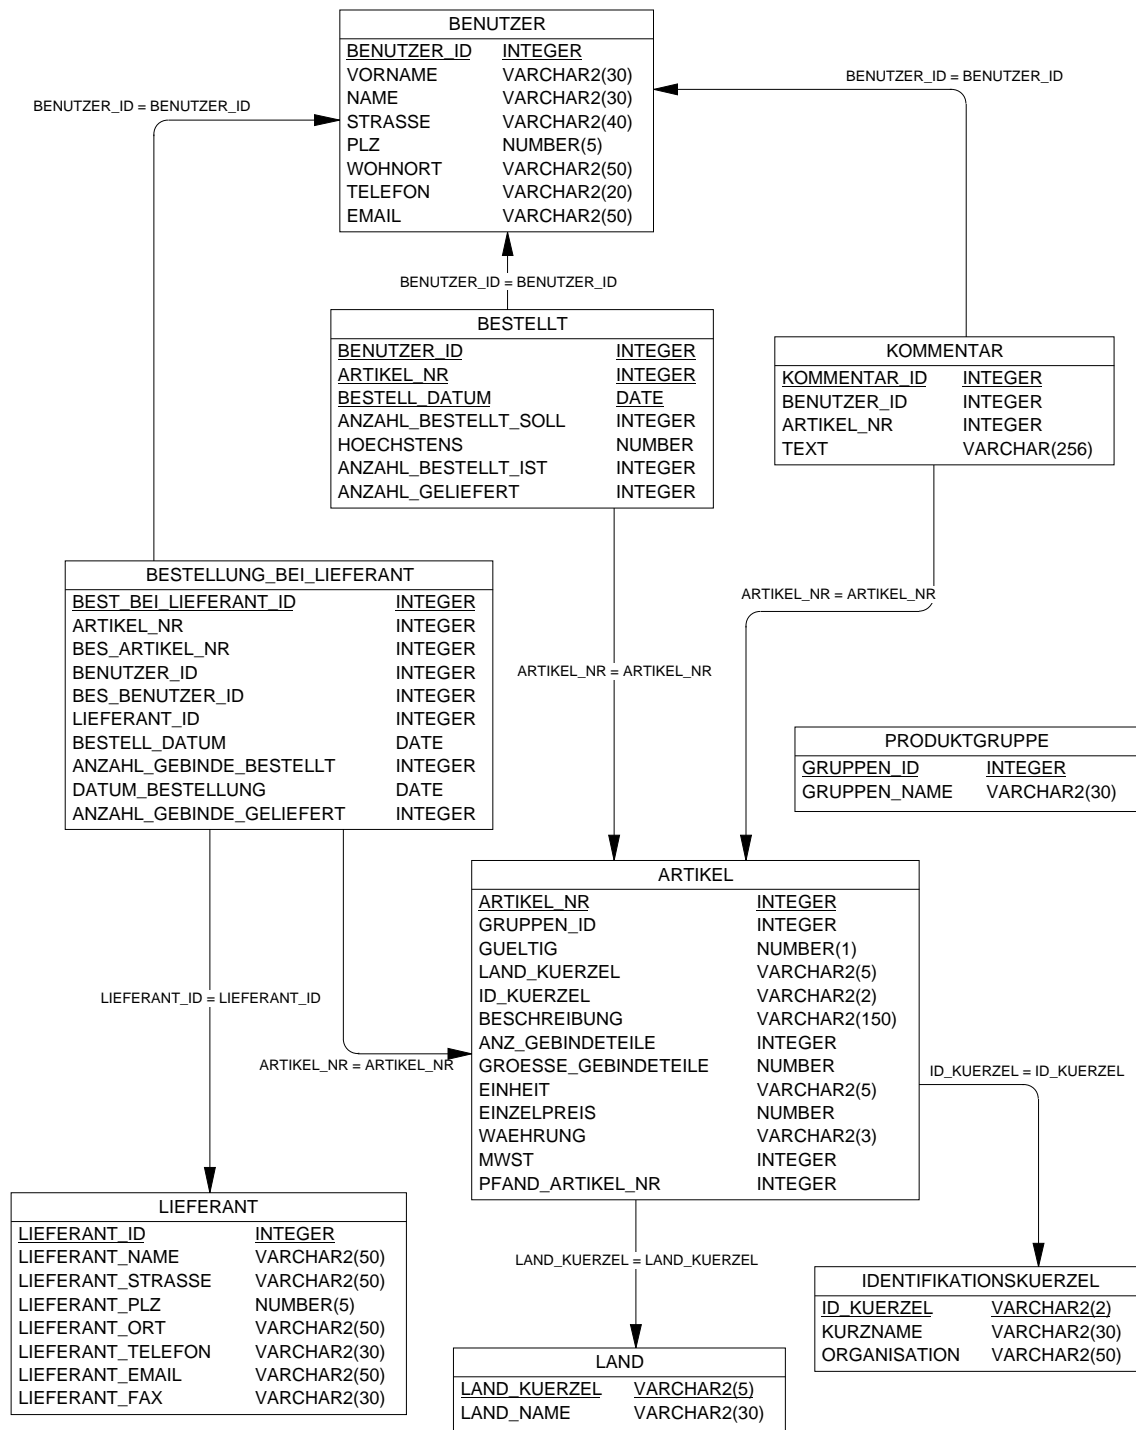 BENUTZER
BENUTZER_ID INTEGER
VORNAME VARCHAR2(30)
NAME VARCHAR2(30)
STRASSE VARCHAR2(40)
PLZ NUMBER(5)
WOHNORT VARCHAR2(50)
TELEFON VARCHAR2(20)
EMAIL VARCHAR2(50)
BENUTZER_ID = BENUTZER_ID
BENUTZER_ID = BENUTZER_ID
BENUTZER_ID = BENUTZER_ID
BESTELLT
BENUTZER_ID INTEGER
ARTIKEL_NR INTEGER
BESTELL_DATUM DATE
ANZAHL_BESTELLT_SOLL INTEGER
HOECHSTENS NUMBER
ANZAHL_BESTELLT_IST INTEGER
ANZAHL_GELIEFERT INTEGER
KOMMENTAR
KOMMENTAR_ID INTEGER
BENUTZER_ID INTEGER
ARTIKEL_NR INTEGER
TEXT VARCHAR(256)
BESTELLUNG_BEI_LIEFERANT
BEST_BEI_LIEFERANT_ID INTEGER
ARTIKEL_NR INTEGER
BES_ARTIKEL_NR INTEGER
BENUTZER_ID INTEGER
BES_BENUTZER_ID INTEGER
LIEFERANT_ID INTEGER
BESTELL_DATUM DATE
ANZAHL_GEBINDE_BESTELLT INTEGER
DATUM_BESTELLUNG DATE
ANZAHL_GEBINDE_GELIEFERT INTEGER
ARTIKEL_NR = ARTIKEL_NR
ARTIKEL_NR = ARTIKEL_NR
PRODUKTGRUPPE
GRUPPEN_ID INTEGER
GRUPPEN_NAME VARCHAR2(30)
ARTIKEL
ARTIKEL_NR INTEGER
GRUPPEN_ID INTEGER
GUELTIG NUMBER(1)
LAND_KUERZEL VARCHAR2(5)
ID_KUERZEL VARCHAR2(2)
BESCHREIBUNG VARCHAR2(150)
ANZ_GEBINDETEILE INTEGER
GROESSE_GEBINDETEILE NUMBER
EINHEIT VARCHAR2(5)
EINZELPREIS NUMBER
WAEHRUNG VARCHAR2(3)
MWST INTEGER
PFAND_ARTIKEL_NR INTEGER
LIEFERANT_ID = LIEFERANT_ID
ARTIKEL_NR = ARTIKEL_NR
ID_KUERZEL = ID_KUERZEL
LIEFERANT
LIEFERANT_ID INTEGER
LIEFERANT_NAME VARCHAR2(50)
LIEFERANT_STRASSE VARCHAR2(50)
LIEFERANT_PLZ NUMBER(5)
LIEFERANT_ORT VARCHAR2(50)
LIEFERANT_TELEFON VARCHAR2(30)
LIEFERANT_EMAIL VARCHAR2(50)
LIEFERANT_FAX VARCHAR2(30)
LAND_KUERZEL = LAND_KUERZEL
IDENTIFIKATIONSKUERZEL
ID_KUERZEL VARCHAR2(2)
KURZNAME VARCHAR2(30)
ORGANISATION VARCHAR2(50)
LAND
LAND_KUERZEL VARCHAR2(5)
LAND_NAME VARCHAR2(30)